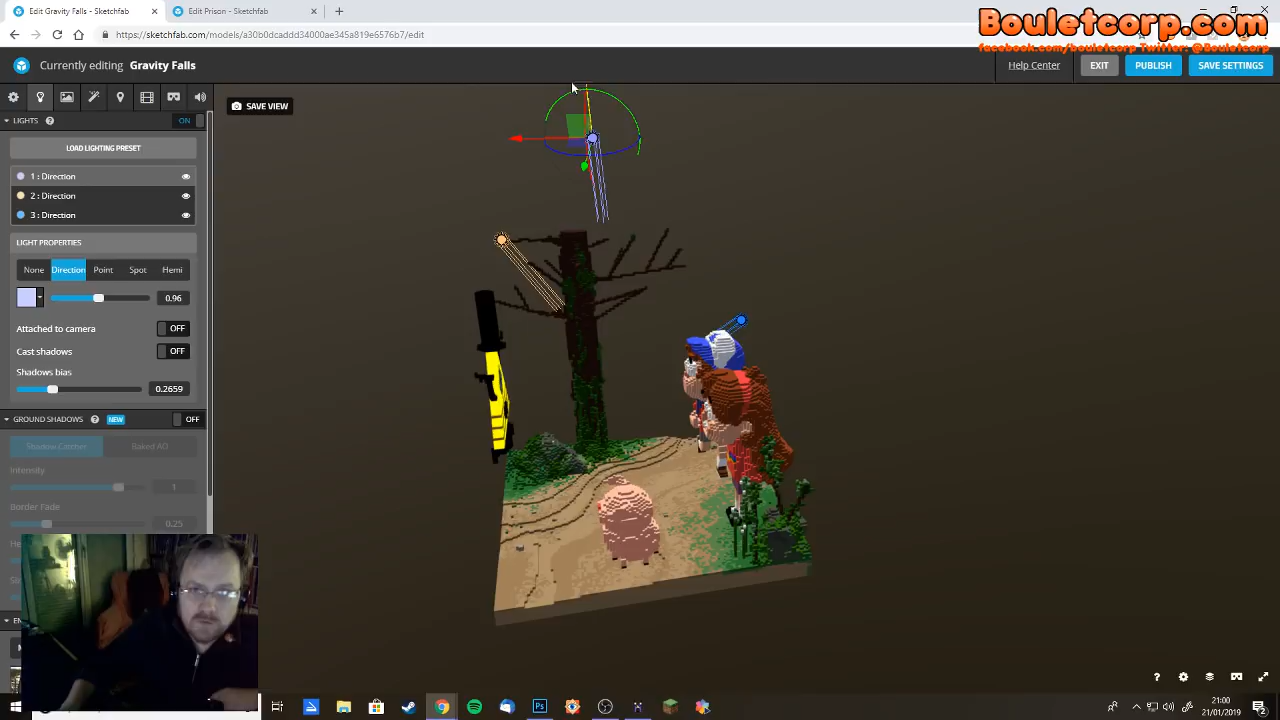 Edit Gravity Falls - Sketchfab
Edit Prison - Sketchfab
Bouletcorp.com
https://sketchfab.com/models/a30b0dcabd34000ae345a819e6576b7/edit
facebook.com/bouletcorp Twitter: @Bouletcorp
Currently editing Gravity Falls
Help Center
EXIT
PUBLISH
SAVE SETTINGS
SAVE VIEW
LIGHTS
ON
LOAD LIGHTING PRESET
1 : Direction
2 : Direction
3 : Direction
LIGHT PROPERTIES
None Direction Point Spot Hemi
0.96
Attached to camera OFF
Cast shadows OFF
Shadows bias
0.2659
GROUND SHADOWS NEW OFF
Shadow Catcher Baked AO
Intensity
1
Border Fade
0.25
21:00
21/01/2019